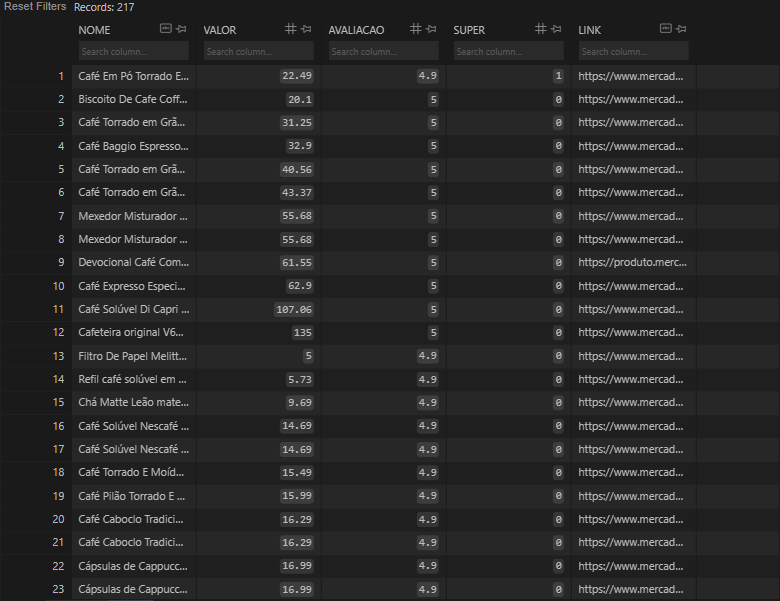 Reset Filters Records: 217
NOME VALOR AVALIACAO SUPER LINK
Search column... Search column... Search column... Search column... Search column...
1 Café Em Pó Torrado E... 22.49 4.9 1 https://www.mercad...
2 Biscoito De Cafe Coff... 20.1 5 0 https://www.mercad...
3 Café Torrado em Grã... 31.25 5 0 https://www.mercad...
4 Café Baggio Espresso... 32.9 5 0 https://www.mercad...
5 Café Torrado em Grã... 40.56 5 0 https://www.mercad...
6 Café Torrado em Grã... 43.37 5 0 https://www.mercad...
7 Mexedor Misturador ... 55.68 5 0 https://www.mercad...
8 Mexedor Misturador ... 55.68 5 0 https://www.mercad...
9 Devocional Café Com... 61.55 5 0 https://produto.merc...
10 Café Expresso Especi... 62.9 5 0 https://www.mercad...
11 Café Solúvel Di Capri ... 107.06 5 0 https://www.mercad...
12 Cafeteira original V6... 135 5 0 https://www.mercad...
13 Filtro De Papel Melitt... 5 4.9 0 https://www.mercad...
14 Refil café solúvel em ... 5.73 4.9 0 https://www.mercad...
15 Chá Matte Leão mate... 9.69 4.9 0 https://www.mercad...
16 Café Solúvel Nescafé ... 14.69 4.9 0 https://www.mercad...
17 Café Solúvel Nescafé ... 14.69 4.9 0 https://www.mercad...
18 Café Torrado E Moíd... 15.49 4.9 0 https://www.mercad...
19 Café Pilão Torrado E ... 15.99 4.9 0 https://www.mercad...
20 Café Caboclo Tradici... 16.29 4.9 0 https://www.mercad...
21 Café Caboclo Tradici... 16.29 4.9 0 https://www.mercad...
22 Cápsulas de Cappucc... 16.99 4.9 0 https://www.mercad...
23 Cápsulas de Cappucc... 16.99 4.9 0 https://www.mercad...